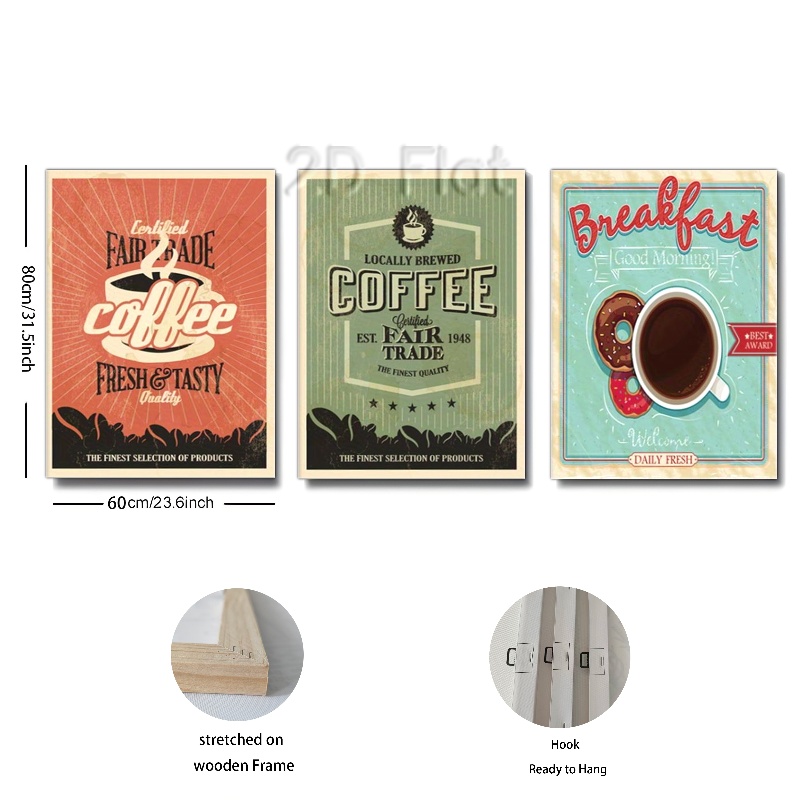 2D Flat
80cm/31.5inch
Certified
FAIR TRADE
coffee
FRESH & TASTY
Quality
THE FINEST SELECTION OF PRODUCTS
60cm/23.6inch
LOCALLY BREWED
COFFEE
Certified
EST. FAIR 1948
TRADE
THE FINEST QUALITY
THE FINEST SELECTION OF PRODUCTS
Breakfast
Good Morning!
BEST
AWARD
Welcome
DAILY FRESH
stretched on
wooden Frame
Hook
Ready to Hang